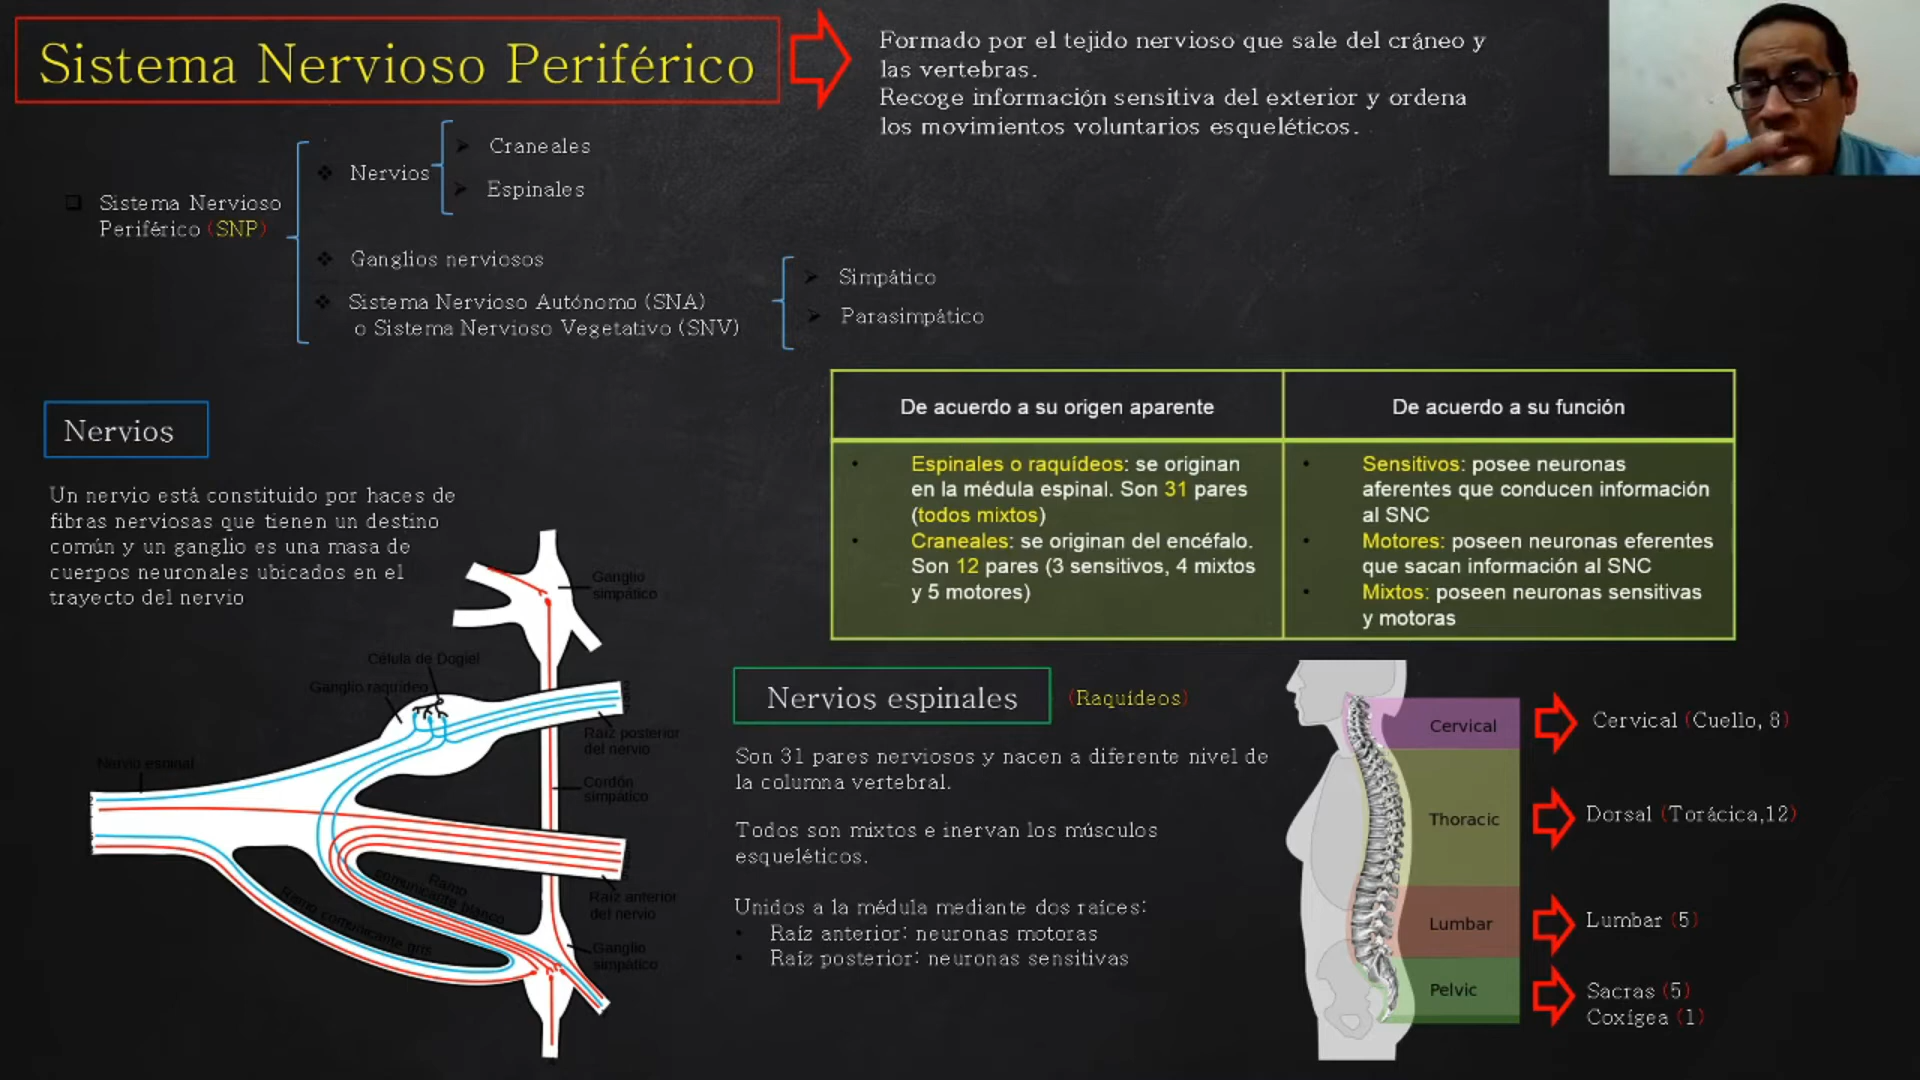 Sistema Nervioso Periférico
Formado por el tejido nervioso que sale del cráneo y
las vertebras.
Recoge información sensitiva del exterior y ordena
los movimientos voluntarios esqueléticos.
Sistema Nervioso
Periférico (SNP)
Nervios
Craneales
Espinales
Ganglios nerviosos
Sistema Nervioso Autónomo (SNA)
o Sistema Nervioso Vegetativo (SNV)
Simpático
Parasimpático
Nervios
Un nervio está constituido por haces de
fibras nerviosas que tienen un destino
común y un ganglio es una masa de
cuerpos neuronales ubicados en el
trayecto del nervio
De acuerdo a su origen aparente
Espinales o raquídeos: se originan
en la médula espinal. Son 31 pares
(todos mixtos)
Craneales: se originan del encéfalo.
Son 12 pares (3 sensitivos, 4 mixtos
y 5 motores)
De acuerdo a su función
Sensitivos: posee neuronas
aferentes que conducen información
al SNC
Motores: poseen neuronas eferentes
que sacan información al SNC
Mixtos: poseen neuronas sensitivas
y motoras
Ganglio
simpático
Célula de Dogiel
Ganglio raquídeo
Nervio espinal
Raíz posterior
del nervio
Cordón
simpático
Raíz anterior
del nervio
Ramo
comunicante blanco
Ramo comunicante gris
Ganglio
simpático
Nervios espinales (Raquídeos)
Son 31 pares nerviosos y nacen a diferente nivel de
la columna vertebral.
Todos son mixtos e inervan los músculos
esqueléticos.
Unidos a la médula mediante dos raíces:
Raíz anterior: neuronas motoras
Raíz posterior: neuronas sensitivas
Cervical
Thoracic
Lumbar
Pelvic
Cervical (Cuello, 8)
Dorsal (Torácica,12)
Lumbar (5)
Sacras (5)
Coxígea (1)